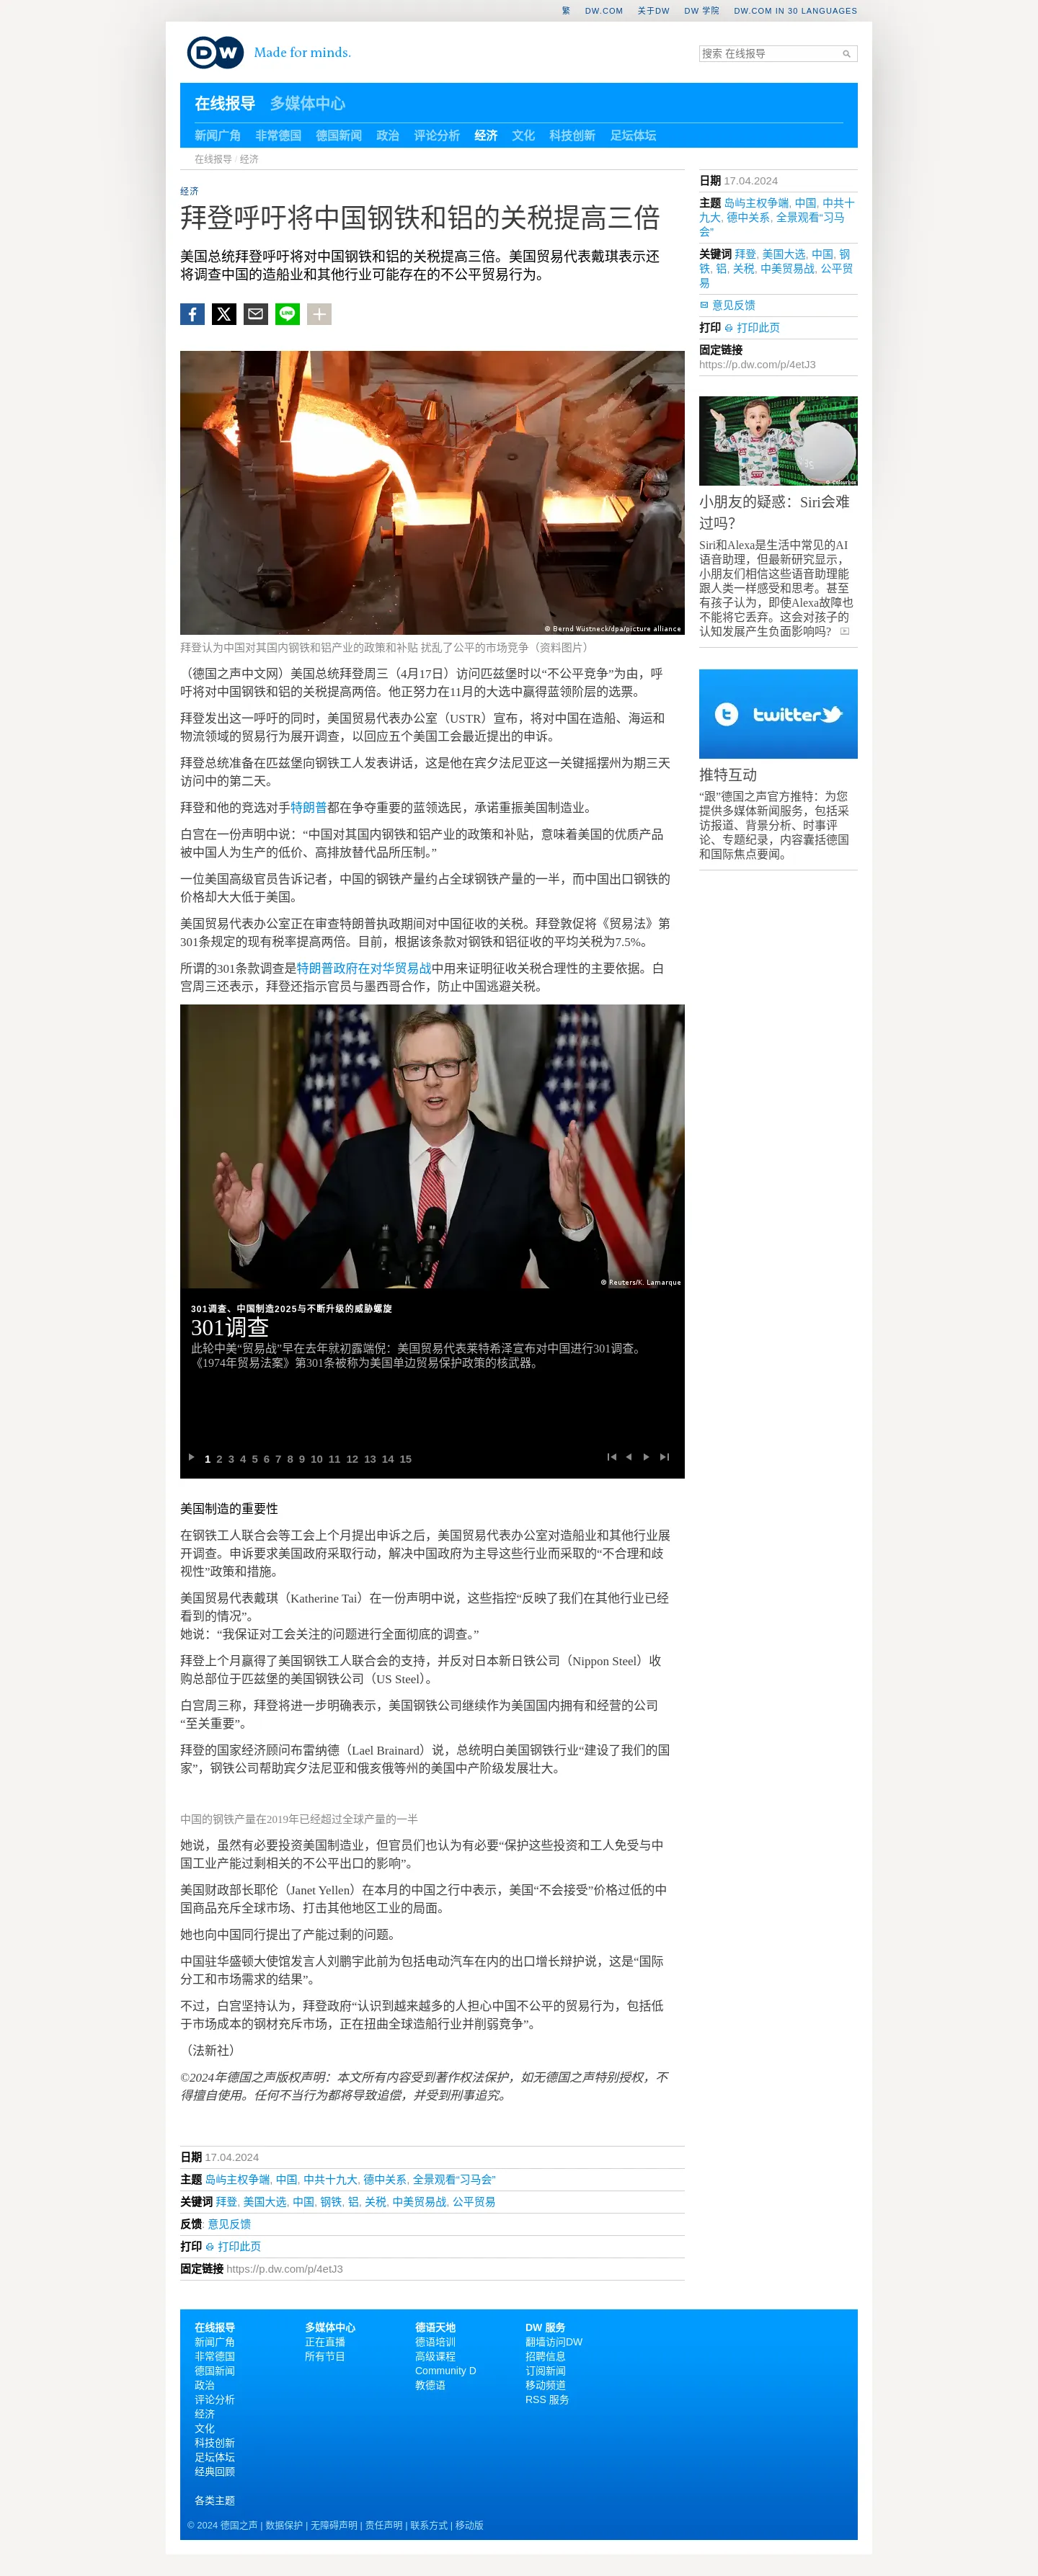 繁 DW.COM 关于DW DW 学院 DW.COM IN 30 LANGUAGES
DW Made for minds.
搜索 在线报导
在线报导 多媒体中心
新闻广角 非常德国 德国新闻 政治 评论分析 经济 文化 科技创新 足坛体坛
在线报导 / 经济
经济
拜登呼吁将中国钢铁和铝的关税提高三倍
美国总统拜登呼吁将对中国钢铁和铝的关税提高三倍。美国贸易代表戴琪表示还
将调查中国的造船业和其他行业可能存在的不公平贸易行为。
© Bernd Wüstneck/dpa/picture alliance
拜登认为中国对其国内钢铁和铝产业的政策和补贴 扰乱了公平的市场竞争（资料图片）
（德国之声中文网）美国总统拜登周三（4月17日）访问匹兹堡时以“不公平竞争”为由，呼
吁将对中国钢铁和铝的关税提高两倍。他正努力在11月的大选中赢得蓝领阶层的选票。
拜登发出这一呼吁的同时，美国贸易代表办公室（USTR）宣布，将对中国在造船、海运和
物流领域的贸易行为展开调查，以回应五个美国工会最近提出的申诉。
拜登总统准备在匹兹堡向钢铁工人发表讲话，这是他在宾夕法尼亚这一关键摇摆州为期三天
访问中的第二天。
拜登和他的竞选对手特朗普都在争夺重要的蓝领选民，承诺重振美国制造业。
白宫在一份声明中说：“中国对其国内钢铁和铝产业的政策和补贴，意味着美国的优质产品
被中国人为生产的低价、高排放替代品所压制。”
一位美国高级官员告诉记者，中国的钢铁产量约占全球钢铁产量的一半，而中国出口钢铁的
价格却大大低于美国。
美国贸易代表办公室正在审查特朗普执政期间对中国征收的关税。拜登敦促将《贸易法》第
301条规定的现有税率提高两倍。目前，根据该条款对钢铁和铝征收的平均关税为7.5%。
所谓的301条款调查是特朗普政府在对华贸易战中用来证明征收关税合理性的主要依据。白
宫周三还表示，拜登还指示官员与墨西哥合作，防止中国逃避关税。
© Reuters/K. Lamarque
301调查、中国制造2025与不断升级的威胁螺旋
301调查
此轮中美“贸易战”早在去年就初露端倪：美国贸易代表莱特希泽宣布对中国进行301调查。
《1974年贸易法案》第301条被称为美国单边贸易保护政策的核武器。
1 2 3 4 5 6 7 8 9 10 11 12 13 14 15
美国制造的重要性
在钢铁工人联合会等工会上个月提出申诉之后，美国贸易代表办公室对造船业和其他行业展
开调查。申诉要求美国政府采取行动，解决中国政府为主导这些行业而采取的“不合理和歧
视性”政策和措施。
美国贸易代表戴琪（Katherine Tai）在一份声明中说，这些指控“反映了我们在其他行业已经
看到的情况”。
她说：“我保证对工会关注的问题进行全面彻底的调查。”
拜登上个月赢得了美国钢铁工人联合会的支持，并反对日本新日铁公司（Nippon Steel）收
购总部位于匹兹堡的美国钢铁公司（US Steel）。
白宫周三称，拜登将进一步明确表示，美国钢铁公司继续作为美国国内拥有和经营的公司
“至关重要”。
拜登的国家经济顾问布雷纳德（Lael Brainard）说，总统明白美国钢铁行业“建设了我们的国
家”，钢铁公司帮助宾夕法尼亚和俄亥俄等州的美国中产阶级发展壮大。
中国的钢铁产量在2019年已经超过全球产量的一半
她说，虽然有必要投资美国制造业，但官员们也认为有必要“保护这些投资和工人免受与中
国工业产能过剩相关的不公平出口的影响”。
美国财政部长耶伦（Janet Yellen）在本月的中国之行中表示，美国“不会接受”价格过低的中
国商品充斥全球市场、打击其他地区工业的局面。
她也向中国同行提出了产能过剩的问题。
中国驻华盛顿大使馆发言人刘鹏宇此前为包括电动汽车在内的出口增长辩护说，这是“国际
分工和市场需求的结果”。
不过，白宫坚持认为，拜登政府“认识到越来越多的人担心中国不公平的贸易行为，包括低
于市场成本的钢材充斥市场，正在扭曲全球造船行业并削弱竞争”。
（法新社）
©2024年德国之声版权声明：本文所有内容受到著作权法保护，如无德国之声特别授权，不
得擅自使用。任何不当行为都将导致追偿，并受到刑事追究。
日期 17.04.2024
主题 岛屿主权争端, 中国, 中共十九大, 德中关系, 全景观看“习马会”
关键词 拜登, 美国大选, 中国, 钢铁, 铝, 关税, 中美贸易战, 公平贸易
反馈: 意见反馈
打印 打印此页
固定链接 https://p.dw.com/p/4etJ3
日期 17.04.2024
主题 岛屿主权争端, 中国, 中共十
九大, 德中关系, 全景观看“习马
会”
关键词 拜登, 美国大选, 中国, 钢
铁, 铝, 关税, 中美贸易战, 公平贸
易
意见反馈
打印 打印此页
固定链接
https://p.dw.com/p/4etJ3
小朋友的疑惑：Siri会难
过吗？
Siri和Alexa是生活中常见的AI
语音助理，但最新研究显示，
小朋友们相信这些语音助理能
跟人类一样感受和思考。甚至
有孩子认为，即使Alexa故障也
不能将它丢弃。这会对孩子的
认知发展产生负面影响吗?
twitter
推特互动
“跟”德国之声官方推特：为您
提供多媒体新闻服务，包括采
访报道、背景分析、时事评
论、专题纪录，内容囊括德国
和国际焦点要闻。
在线报导
新闻广角
非常德国
德国新闻
政治
评论分析
经济
文化
科技创新
足坛体坛
经典回顾
各类主题
多媒体中心
正在直播
所有节目
德语天地
德语培训
高级课程
Community D
教德语
DW 服务
翻墙访问DW
招聘信息
订阅新闻
移动频道
RSS 服务
© 2024 德国之声 | 数据保护 | 无障碍声明 | 责任声明 | 联系方式 | 移动版